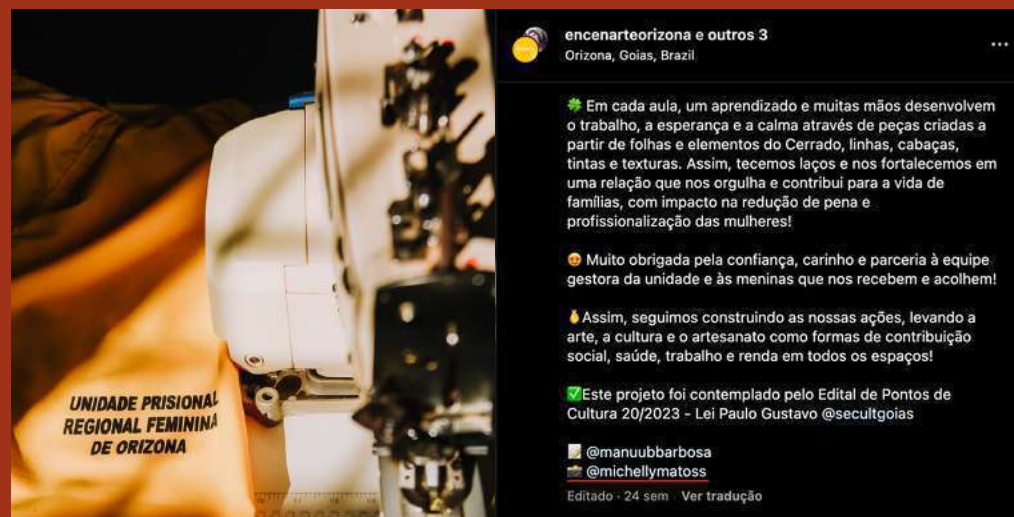 UNIDADE PRISIONAL
REGIONAL FEMININA
DE ORIZONA
encenarteorizona e outros 3
Orizona, Goias, Brazil
🍀 Em cada aula, um aprendizado e muitas mãos desenvolvem
o trabalho, a esperança e a calma através de peças criadas a
partir de folhas e elementos do Cerrado, linhas, cabaças,
tintas e texturas. Assim, tecemos laços e nos fortalecemos em
uma relação que nos orgulha e contribui para a vida de
famílias, com impacto na redução de pena e
profissionalização das mulheres!
😍 Muito obrigada pela confiança, carinho e parceria à equipe
gestora da unidade e às meninas que nos recebem e acolhem!
Assim, seguimos construindo as nossas ações, levando a
arte, a cultura e o artesanato como formas de contribuição
social, saúde, trabalho e renda em todos os espaços!
✅Este projeto foi contemplado pelo Edital de Pontos de
Cultura 20/2023 - Lei Paulo Gustavo @secultgoias
📝 @manuubbarbosa
📸 @michellymatoss
Editado · 24 sem Ver tradução